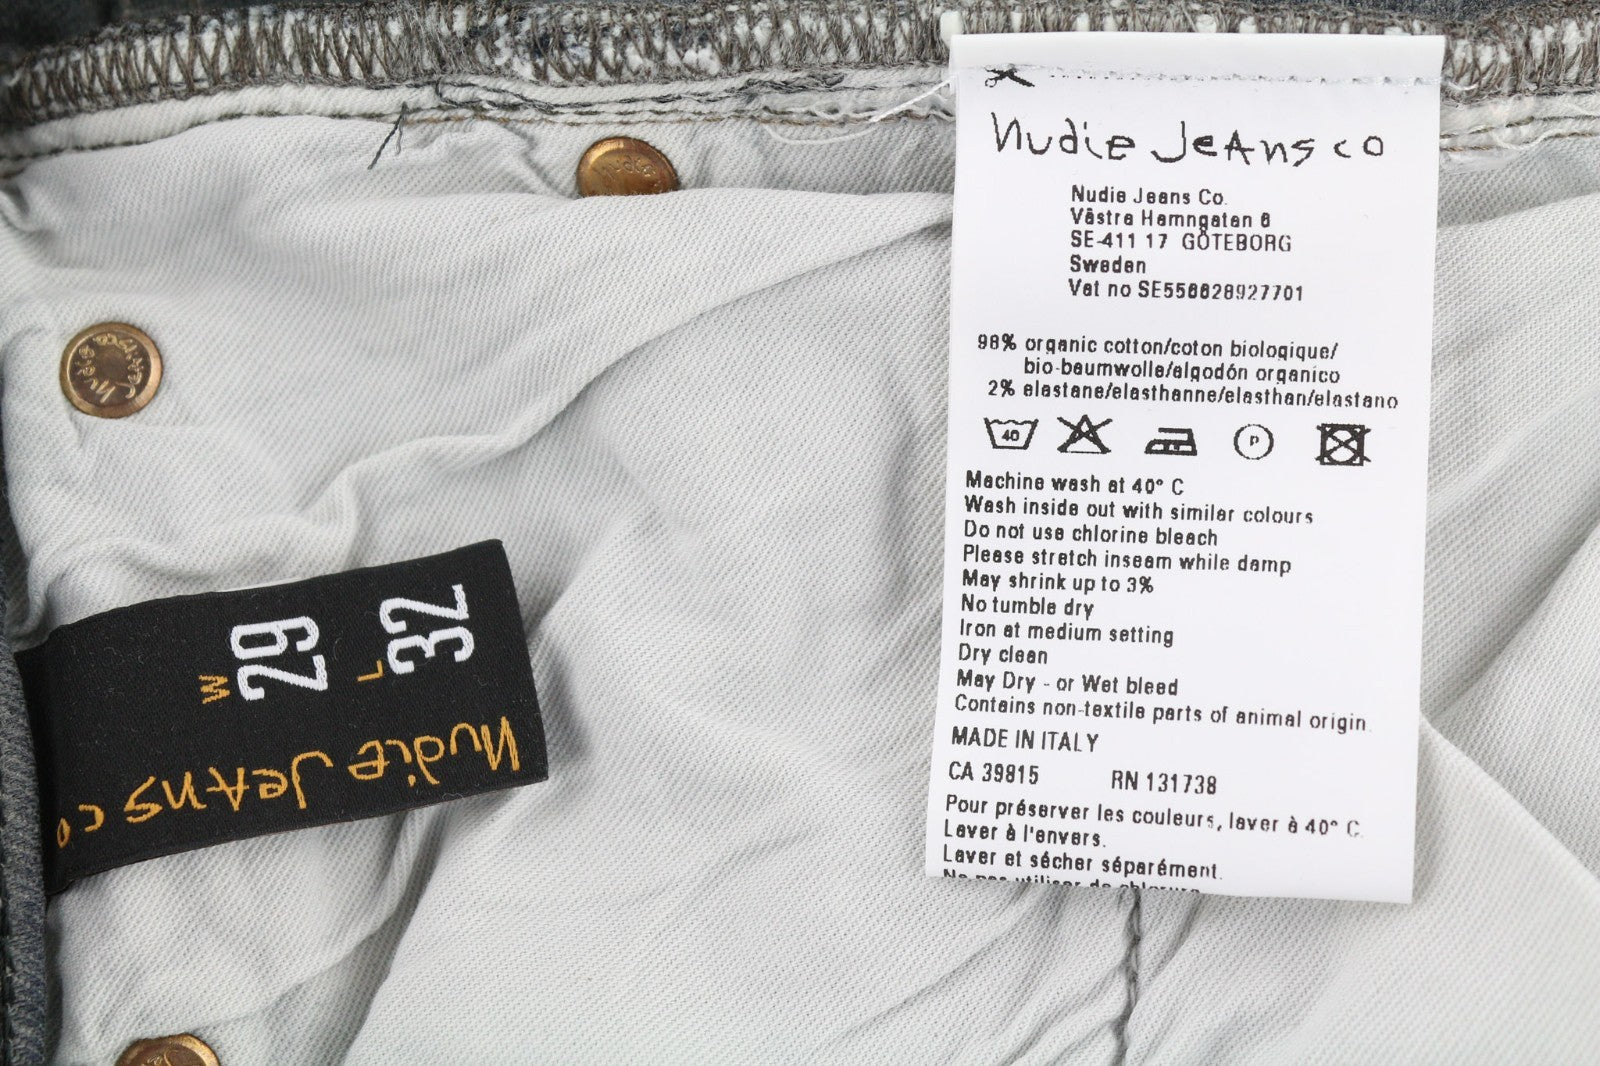 Nudie Jeans co
Nudie Jeans Co.
Västra Hamngatan 6
SE-411 17 GÖTEBORG
Sweden
Vat no SE556628927701
98% organic cotton/coton biologique/
bio-baumwolle/algodón organico
2% elastane/elasthanne/elasthan/elastano
40
P
Machine wash at 40° C
Wash inside out with similar colours
Do not use chlorine bleach
Please stretch inseam while damp
May shrink up to 3%
No tumble dry
Iron at medium setting
Dry clean
May Dry - or Wet bleed
Contains non-textile parts of animal origin
MADE IN ITALY
CA 39815 RN 131738
Pour préserver les couleurs, laver à 40° C.
Laver à l'envers.
Laver et sécher séparément.
Ne pas utiliser de chlorure
W 29
L 32
Nudie Jeans co